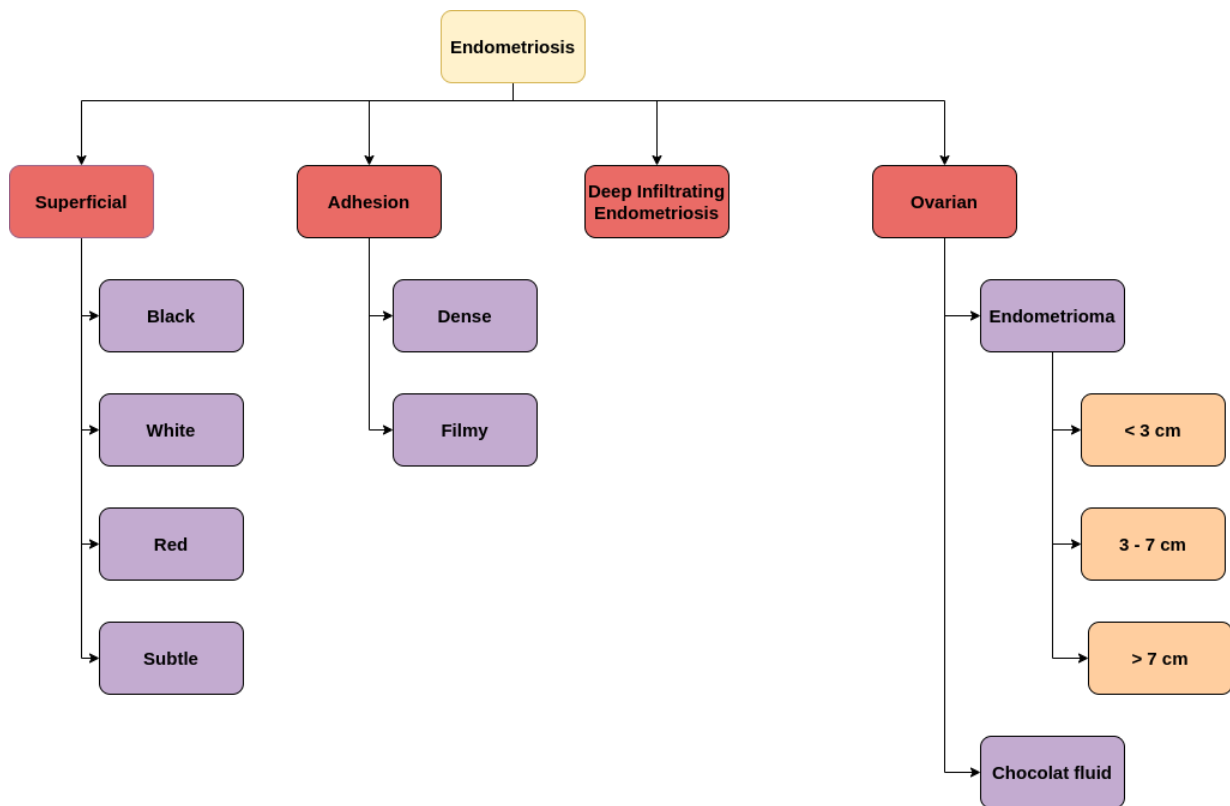 Endometriosis
Superficial
Adhesion
Deep Infiltrating
Endometriosis
Ovarian
Black
Dense
Endometrioma
White
Filmy
< 3 cm
Red
3 - 7 cm
Subtle
> 7 cm
Chocolat fluid